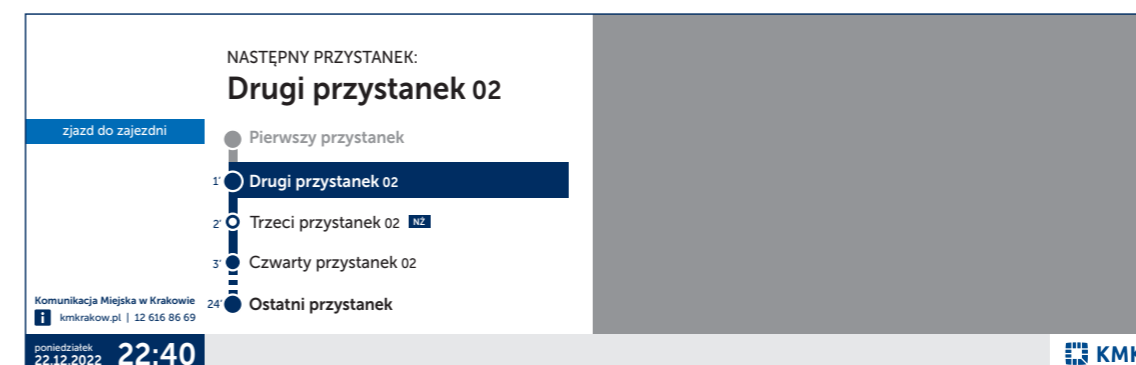 NASTĘPNY PRZYSTANEK:
Drugi przystanek 02
zjazd do zajezdni
Pierwszy przystanek
1' Drugi przystanek 02
2' Trzeci przystanek 02 NŻ
3' Czwarty przystanek 02
24' Ostatni przystanek
Komunikacja Miejska w Krakowie
i kmkrakow.pl | 12 616 86 69
poniedziałek
22.12.2022 22:40
KMK